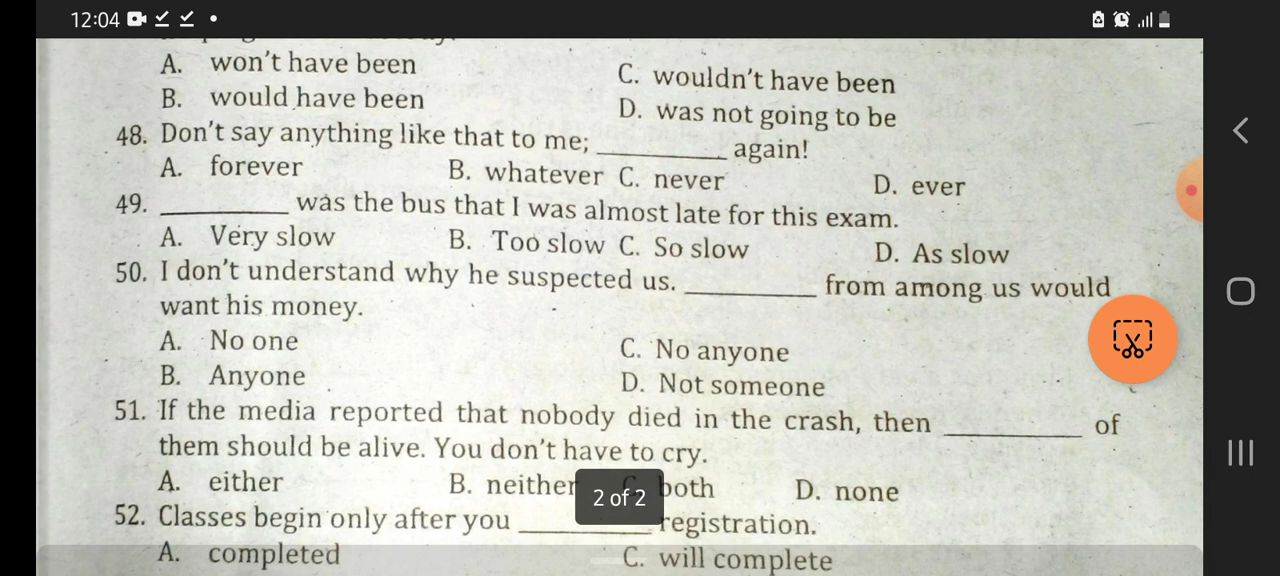 12:04
A. won't have been
C. wouldn't have been
B. would have been
D. was not going to be
48. Don't say anything like that to me; __________ again!
A. forever B. whatever C. never D. ever
49. __________ was the bus that I was almost late for this exam.
A. Very slow B. Too slow C. So slow D. As slow
50. I don't understand why he suspected us. __________ from among us would
want his money.
A. No one
C. No anyone
B. Anyone
D. Not someone
51. If the media reported that nobody died in the crash, then __________ of
them should be alive. You don't have to cry.
A. either B. neither C. both D. none
2 of 2
52. Classes begin only after you __________ registration.
A. completed
C. will complete